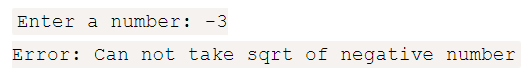 Enter a number: -3
Error: Can not take sqrt of negative number